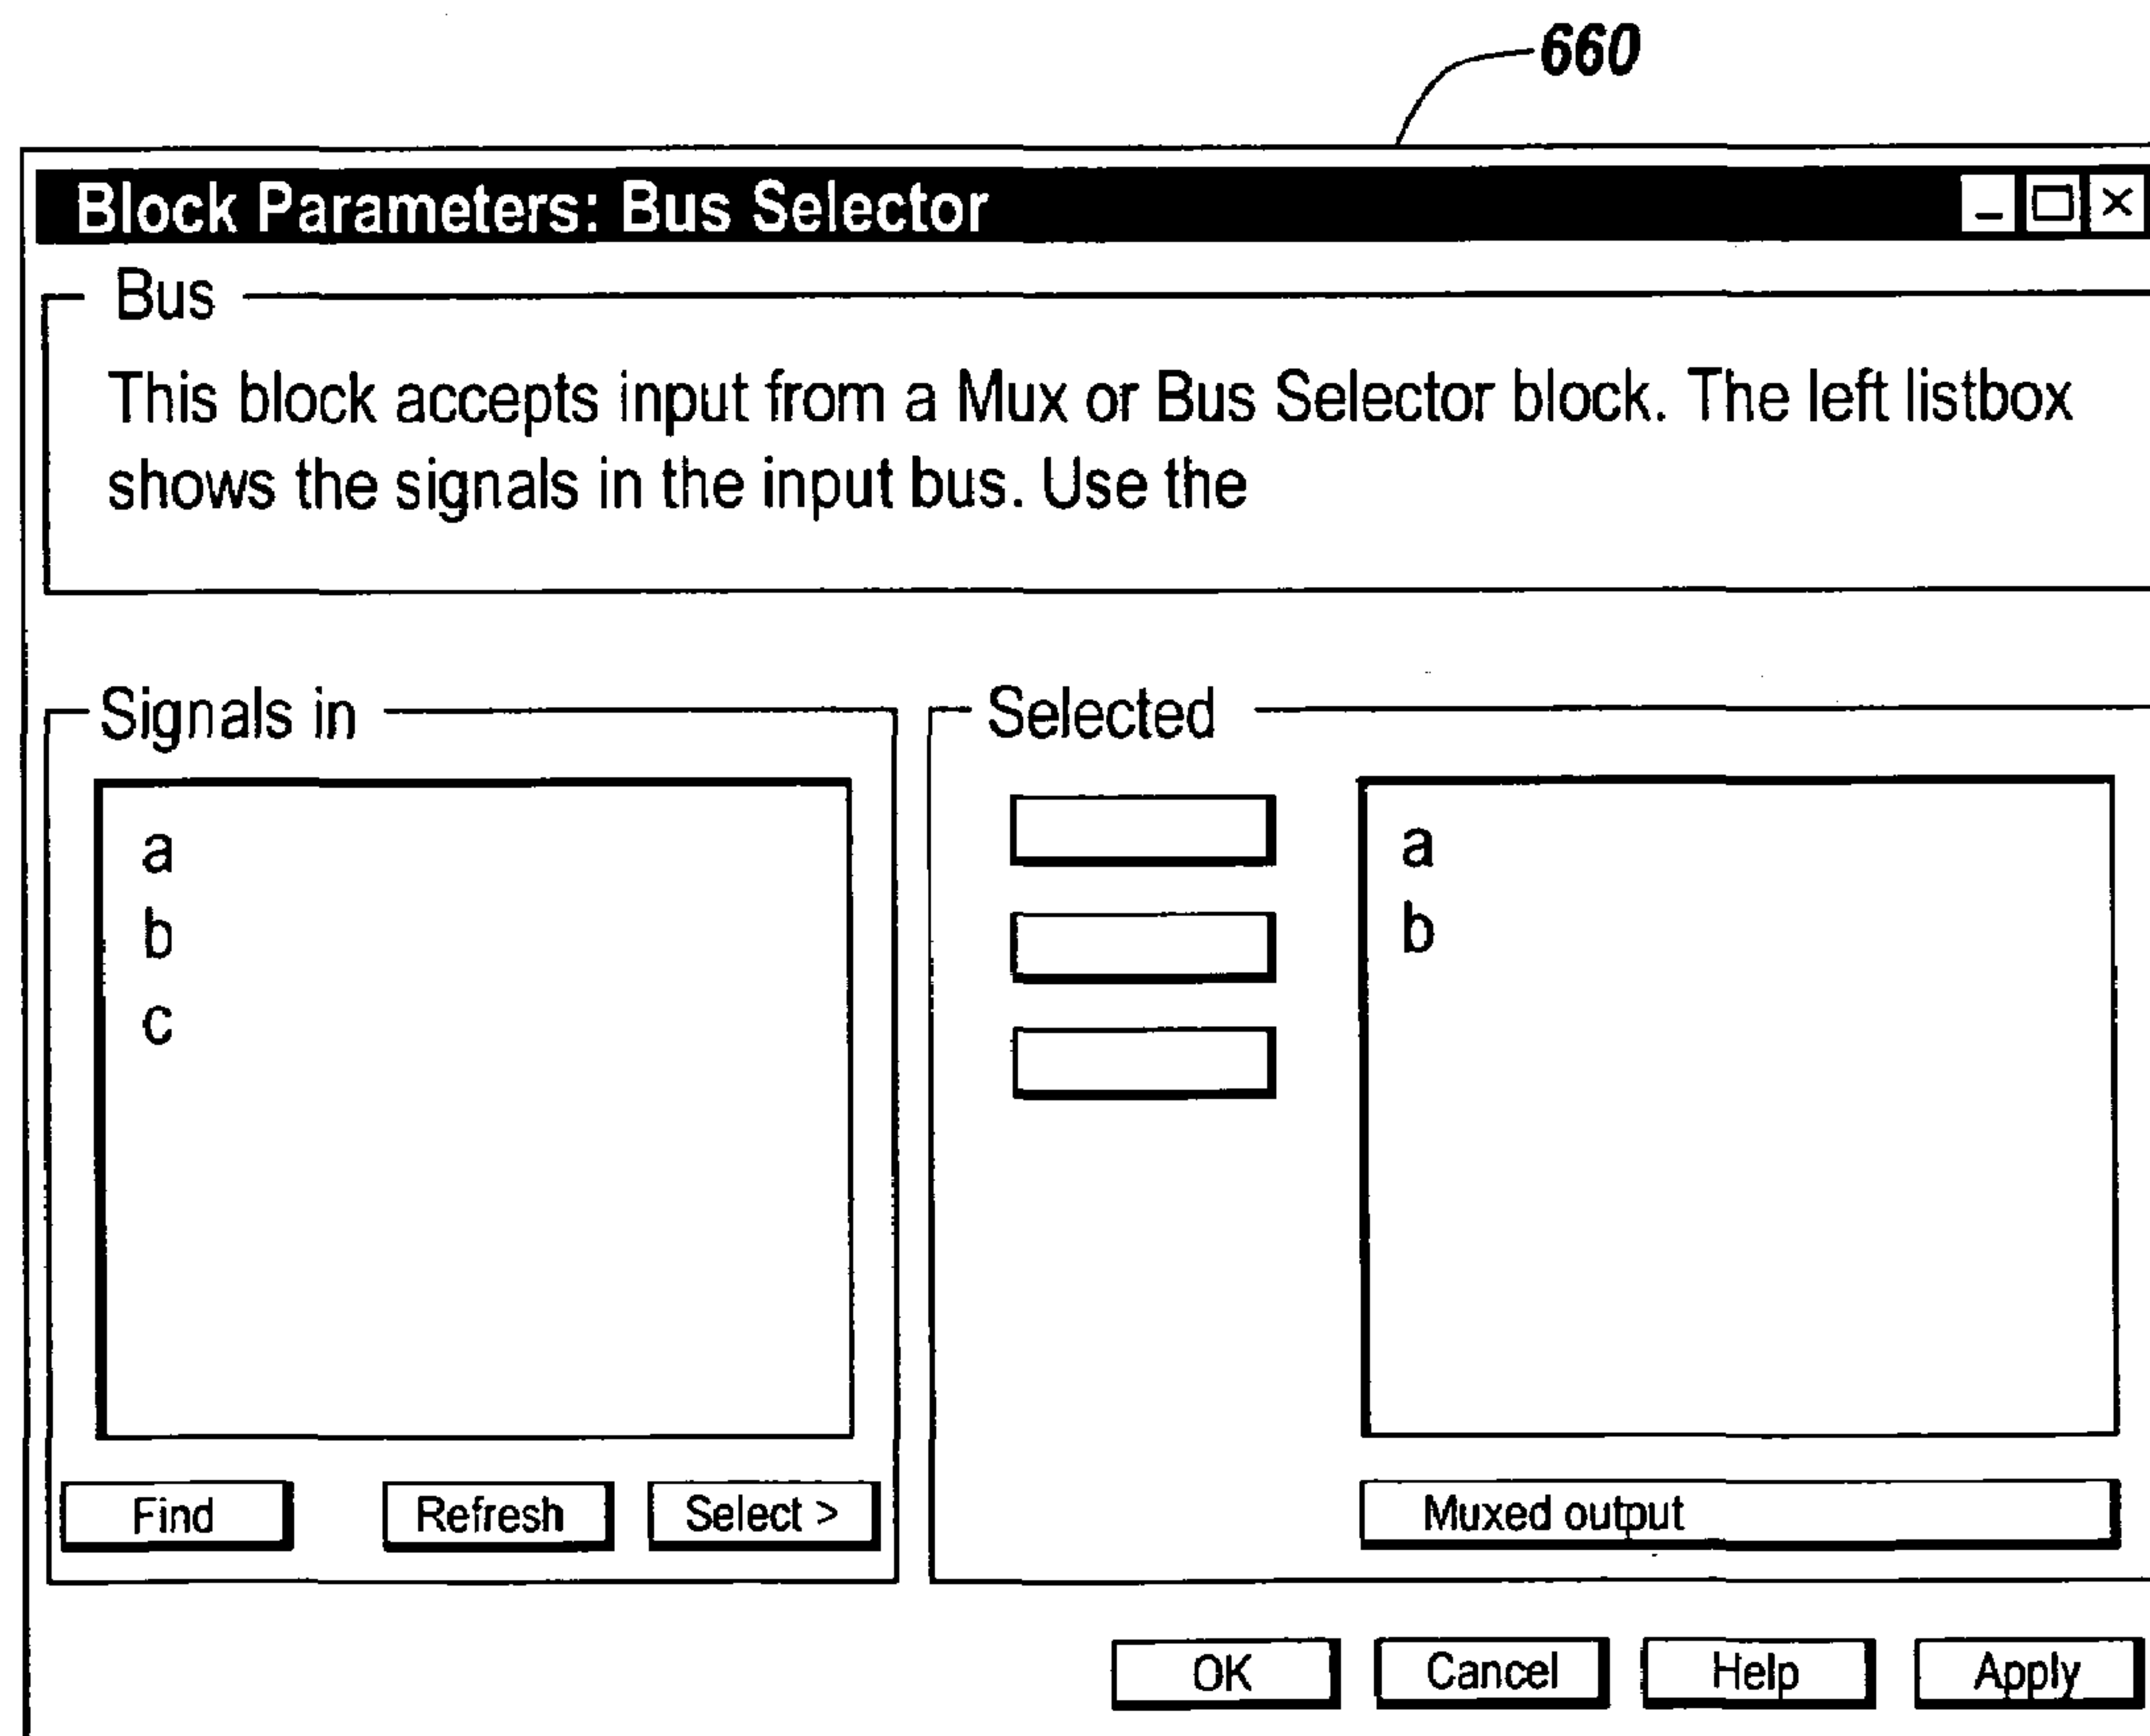 660
Block Parameters: Bus Selector
Bus
This block accepts input from a Mux or Bus Selector block. The left listbox
shows the signals in the input bus. Use the
Signals in
a
b
c
Find
Refresh
Select >
Selected
a
b
Muxed output
OK
Cancel
Help
Apply